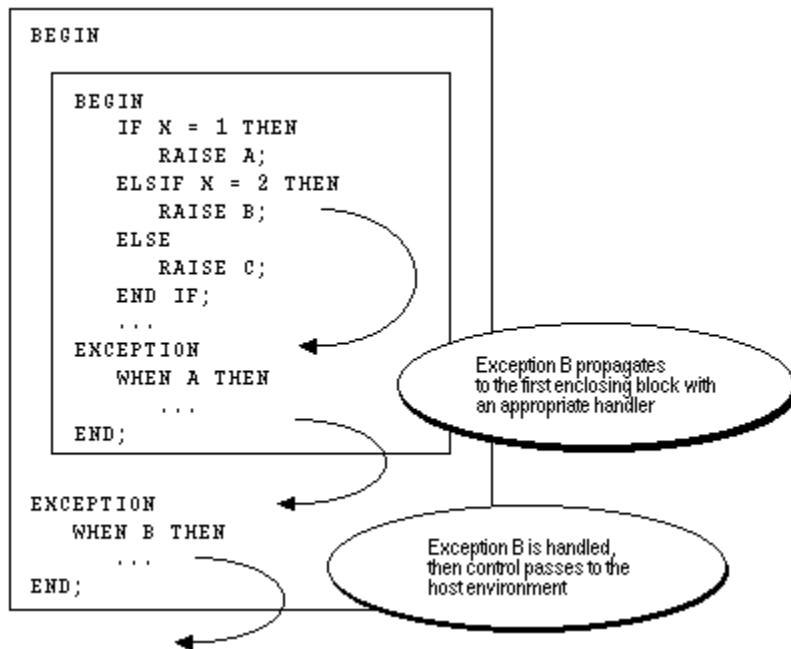 BEGIN
BEGIN
IF X = 1 THEN
RAISE A;
ELSIF X = 2 THEN
RAISE B;
ELSE
RAISE C;
END IF;
...
EXCEPTION
WHEN A THEN
...
END;
Exception B propagates
to the first enclosing block with
an appropriate handler
EXCEPTION
WHEN B THEN
...
END;
Exception B is handled,
then control passes to the
host environment